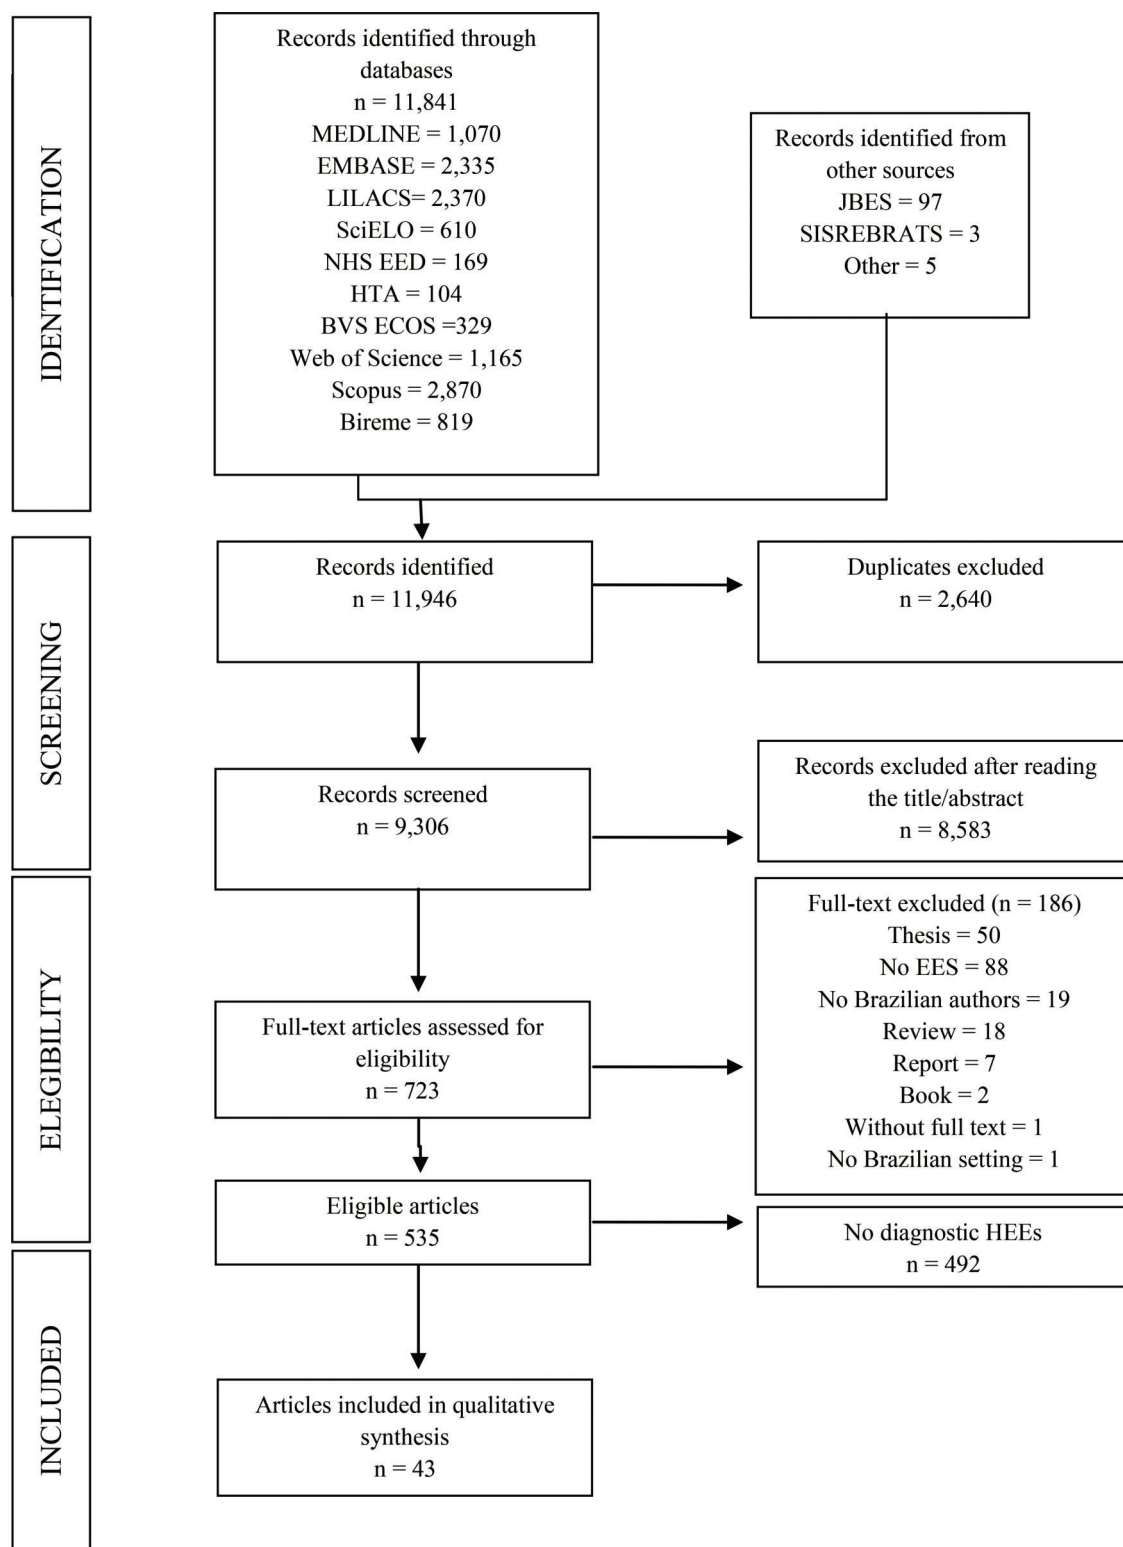 IDENTIFICATION
Records identified through
databases
n = 11,841
MEDLINE = 1,070
EMBASE = 2,335
LILACS= 2,370
SciELO = 610
NHS EED = 169
HTA = 104
BVS ECOS =329
Web of Science = 1,165
Scopus = 2,870
Bireme = 819
Records identified from
other sources
JBES = 97
SISREBRATS = 3
Other = 5
SCREENING
Records identified
n = 11,946
Duplicates excluded
n = 2,640
Records screened
n = 9,306
Records excluded after reading
the title/abstract
n = 8,583
ELEGIBILITY
Full-text articles assessed for
eligibility
n = 723
Full-text excluded (n = 186)
Thesis = 50
No EES = 88
No Brazilian authors = 19
Review = 18
Report = 7
Book = 2
Without full text = 1
No Brazilian setting = 1
Eligible articles
n = 535
No diagnostic HEEs
n = 492
INCLUDED
Articles included in qualitative
synthesis
n = 43